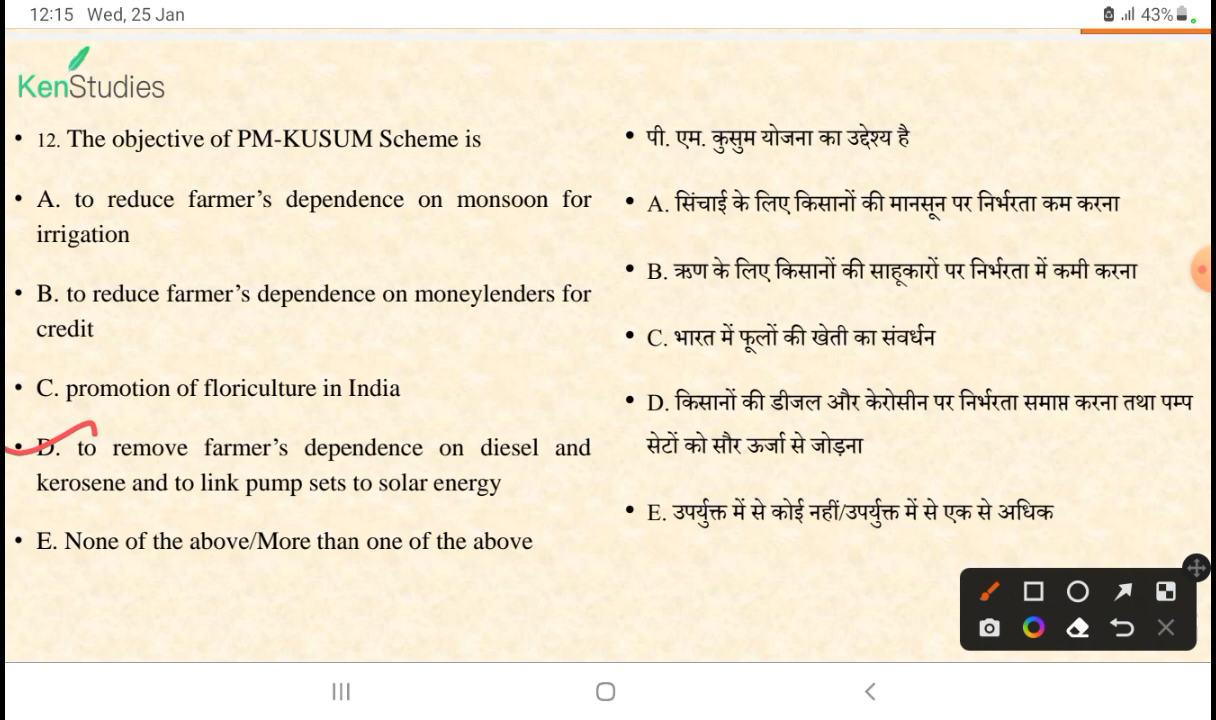 12:15 Wed, 25 Jan
43%
KenStudies
• 12. The objective of PM-KUSUM Scheme is
• A. to reduce farmer's dependence on monsoon for
irrigation
• B. to reduce farmer's dependence on moneylenders for
credit
• C. promotion of floriculture in India
• D. to remove farmer's dependence on diesel and
kerosene and to link pump sets to solar energy
• E. None of the above/More than one of the above
• पी. एम. कुसुम योजना का उद्देश्य है
• A. सिंचाई के लिए किसानों की मानसून पर निर्भरता कम करना
• B. ऋण के लिए किसानों की साहूकारों पर निर्भरता में कमी करना
• C. भारत में फूलों की खेती का संवर्धन
• D. किसानों की डीजल और केरोसीन पर निर्भरता समाप्त करना तथा पम्प
सेटों को सौर ऊर्जा से जोड़ना
• E. उपर्युक्त में से कोई नहीं/उपर्युक्त में से एक से अधिक